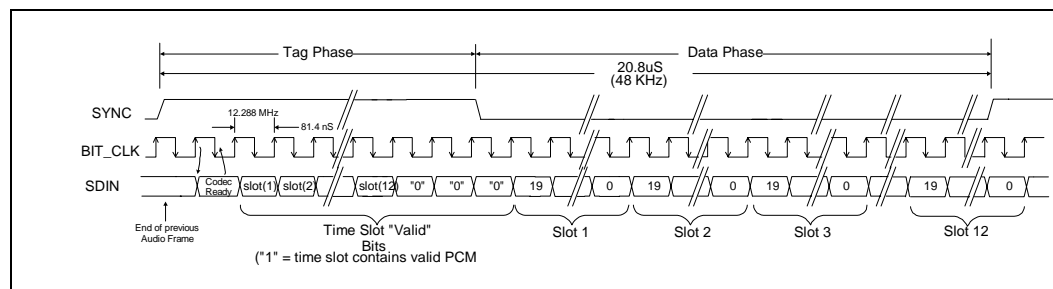 Tag Phase
Data Phase
20.8uS
(48 KHz)
SYNC
12.288 MHz
81.4 nS
BIT_CLK
SDIN
Codec
Ready
slot(1)
slot(2)
slot(12)
"0"
"0"
"0"
19
0
19
0
19
0
19
0
End of previous
Audio Frame
Time Slot "Valid"
Bits
("1" = time slot contains valid PCM
Slot 1
Slot 2
Slot 3
Slot 12